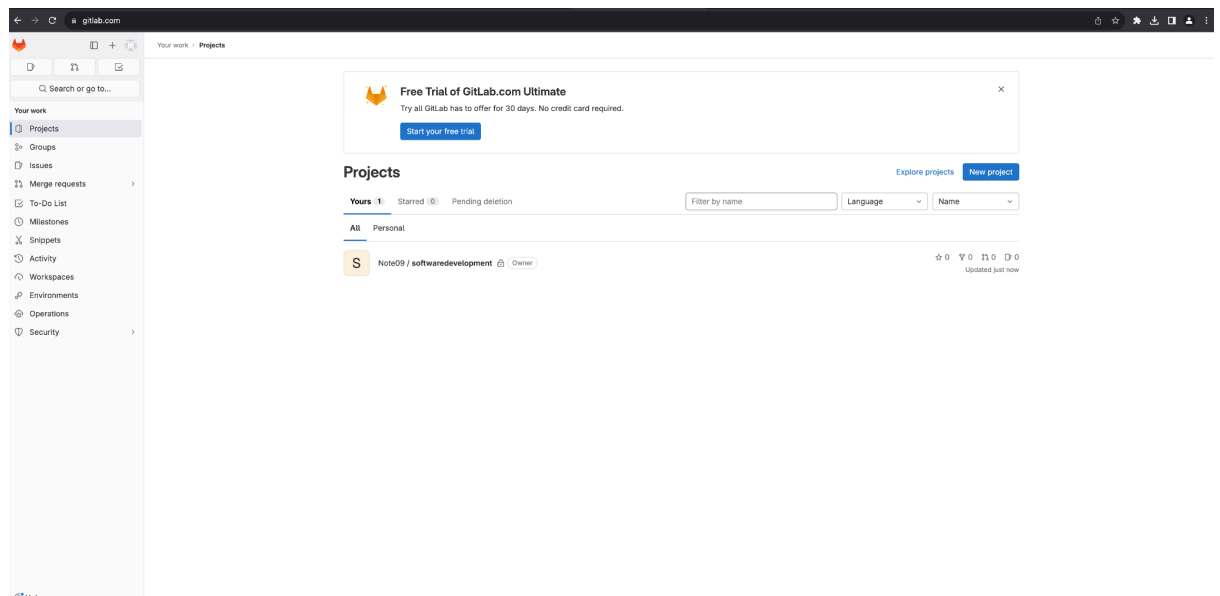 gitlab.com
Your work › Projects
Search or go to...
Your work
Projects
Groups
Issues
Merge requests
To-Do List
Milestones
Snippets
Activity
Workspaces
Environments
Operations
Security
Free Trial of GitLab.com Ultimate
Try all GitLab has to offer for 30 days. No credit card required.
Start your free trial
Projects
Explore projects New project
Yours 1 Starred 0 Pending deletion Filter by name Language Name
All Personal
S Note09 / softwaredevelopment Owner 0 0 0 0
Updated just now